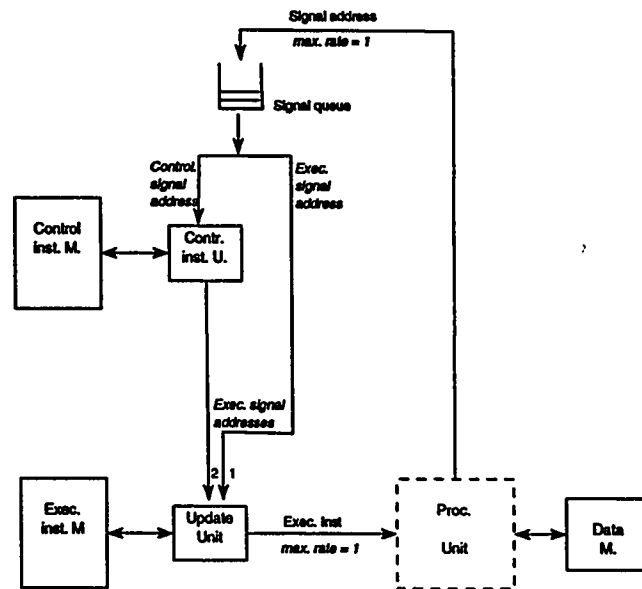 Signal address
max. rate = 1
Signal queue
Control.
signal
address
Exec.
signal
address
Control
inst. M.
Contr.
inst. U.
Exec. signal
addresses
2
1
Exec.
inst. M
Update
Unit
Exec. Inst
max. rate = 1
Proc.
Unit
Data
M.